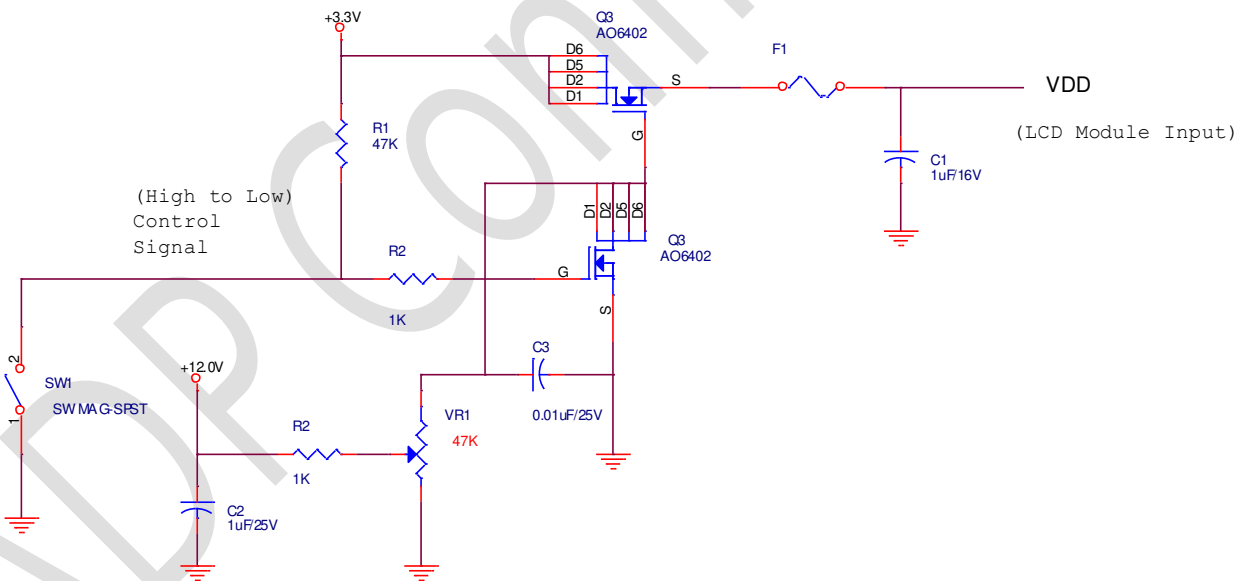 +3.3V
Q3
AO6402
D6
D5
D2
D1
S
G
F1
VDD
(LCD Module Input)
R1
47K
C1
1uF/16V
(High to Low)
Control
Signal
D1
D2
D5
D6
Q3
AO6402
R2
1K
G
S
2
1
SW1
SW MAG-SPST
+12.0V
C3
0.01uF/25V
VR1
47K
R2
1K
C2
1uF/25V